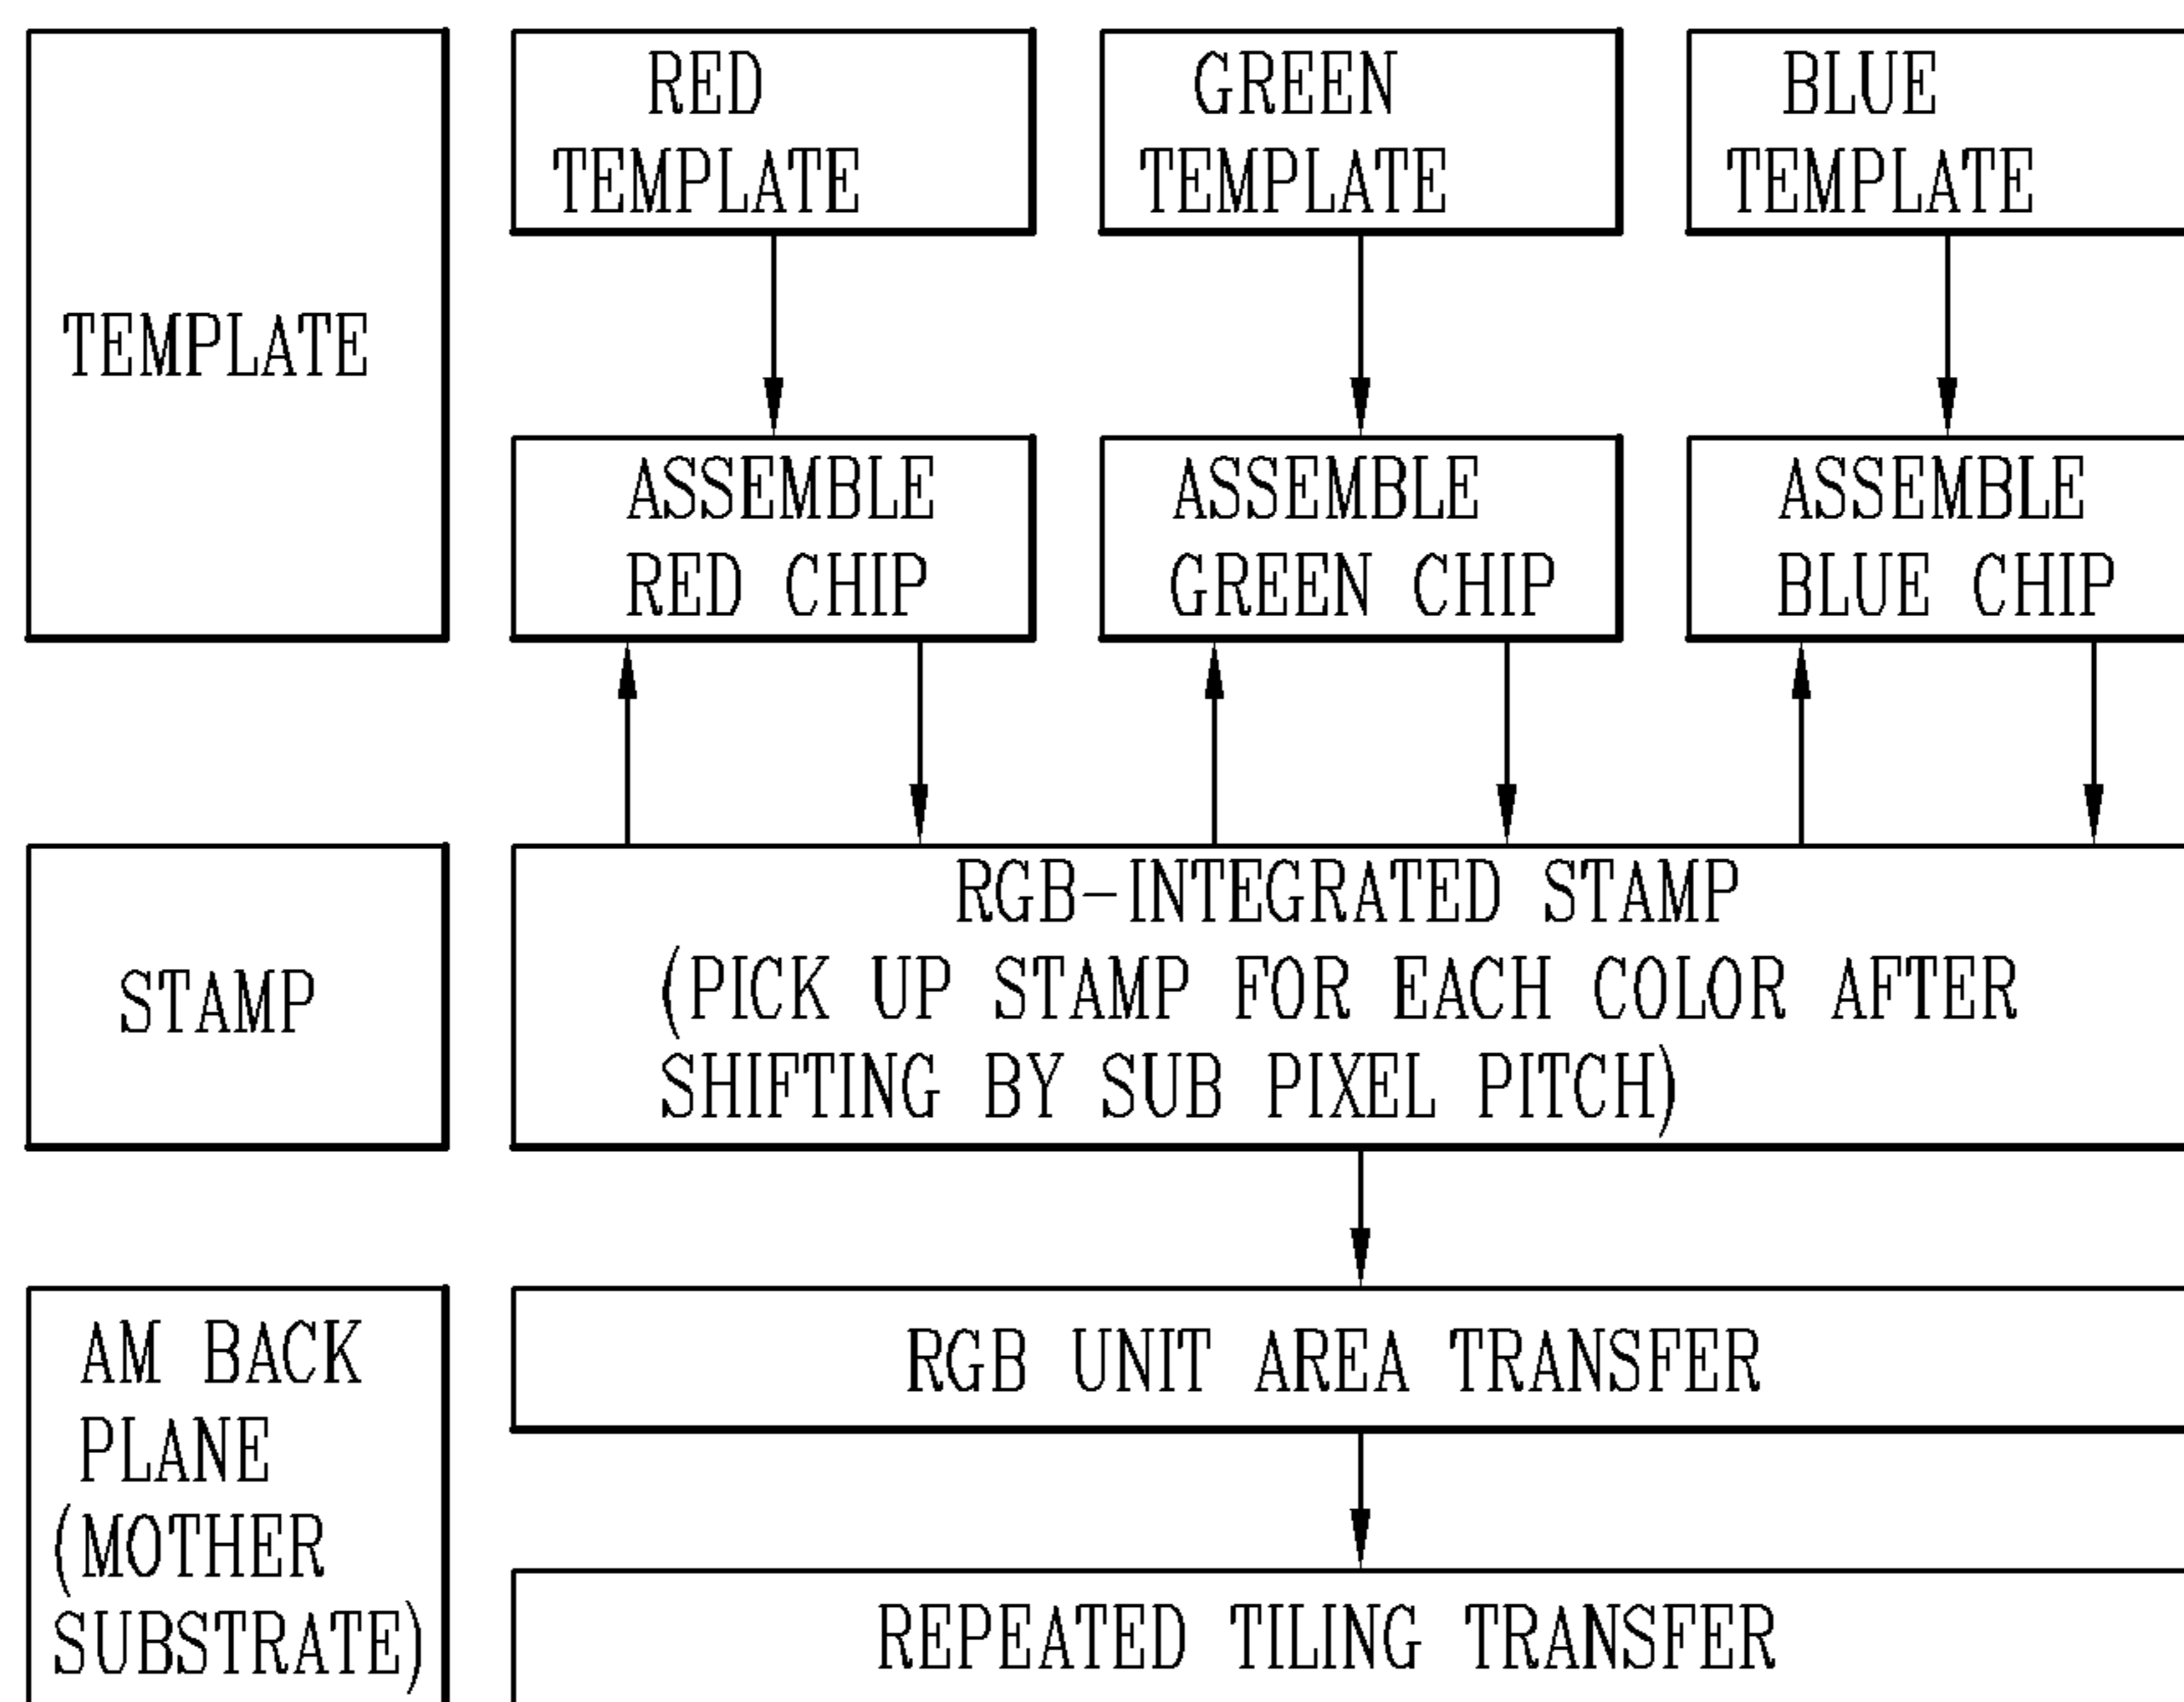 TEMPLATE
RED
TEMPLATE
GREEN
TEMPLATE
BLUE
TEMPLATE
ASSEMBLE
RED CHIP
ASSEMBLE
GREEN CHIP
ASSEMBLE
BLUE CHIP
STAMP
RGB-INTEGRATED STAMP
(PICK UP STAMP FOR EACH COLOR AFTER
SHIFTING BY SUB PIXEL PITCH)
AM BACK
PLANE
(MOTHER
SUBSTRATE)
RGB UNIT AREA TRANSFER
REPEATED TILING TRANSFER